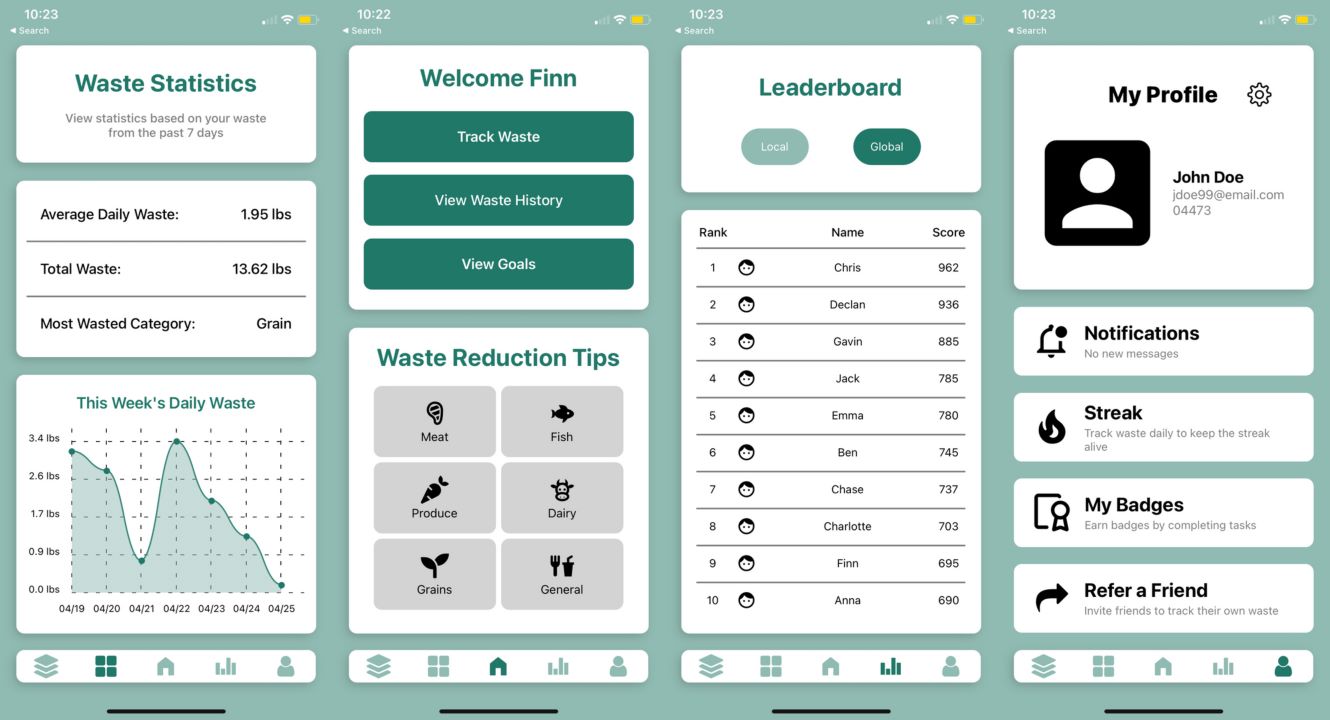 10:23
Search
Waste Statistics
View statistics based on your waste
from the past 7 days
Average Daily Waste: 1.95 lbs
Total Waste: 13.62 lbs
Most Wasted Category: Grain
This Week's Daily Waste
3.4 lbs
2.6 lbs
1.7 lbs
0.9 lbs
0.0 lbs
04/19 04/20 04/21 04/22 04/23 04/24 04/25
10:22
Search
Welcome Finn
Track Waste
View Waste History
View Goals
Waste Reduction Tips
Meat Fish
Produce Dairy
Grains General
10:23
Search
Leaderboard
Local Global
Rank Name Score
1 Chris 962
2 Declan 936
3 Gavin 885
4 Jack 785
5 Emma 780
6 Ben 745
7 Chase 737
8 Charlotte 703
9 Finn 695
10 Anna 690
10:23
Search
My Profile
John Doe
jdoe99@email.com
04473
Notifications
No new messages
Streak
Track waste daily to keep the streak
alive
My Badges
Earn badges by completing tasks
Refer a Friend
Invite friends to track their own waste